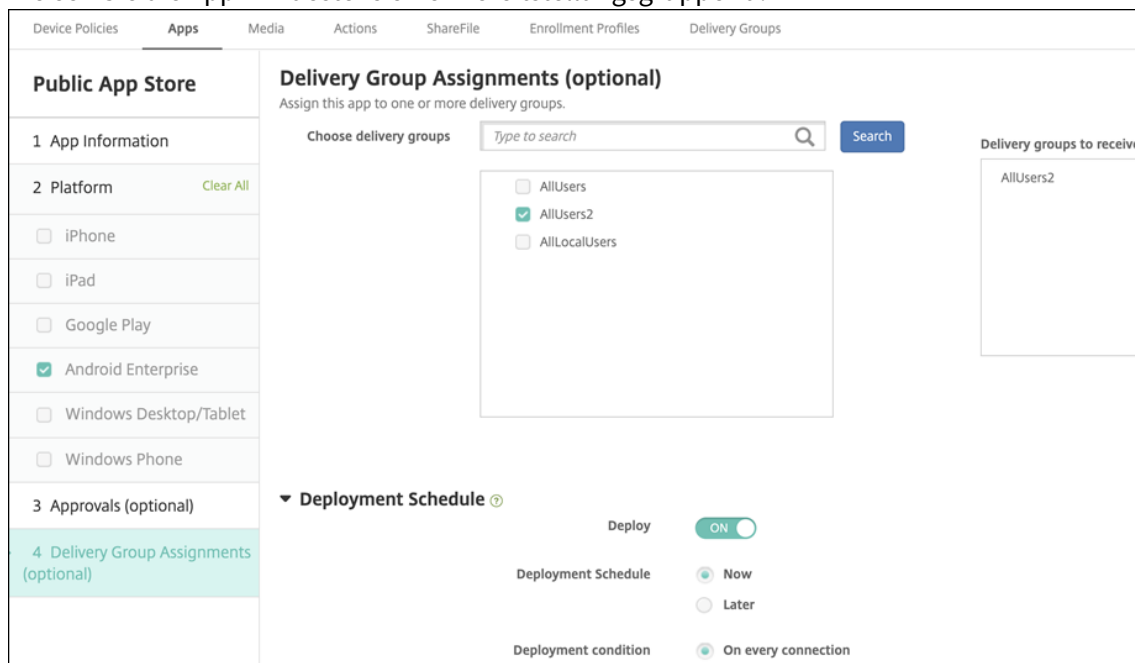 Device Policies Apps Media Actions ShareFile Enrollment Profiles Delivery Groups
Public App Store
1 App Information
2 Platform Clear All
iPhone
iPad
Google Play
Android Enterprise
Windows Desktop/Tablet
Windows Phone
3 Approvals (optional)
4 Delivery Group Assignments
(optional)
Delivery Group Assignments (optional)
Assign this app to one or more delivery groups.
Choose delivery groups Type to search Search
AllUsers
AllUsers2
AllLocalUsers
Delivery groups to receive
AllUsers2
Deployment Schedule
Deploy ON
Deployment Schedule Now
Later
Deployment condition On every connection